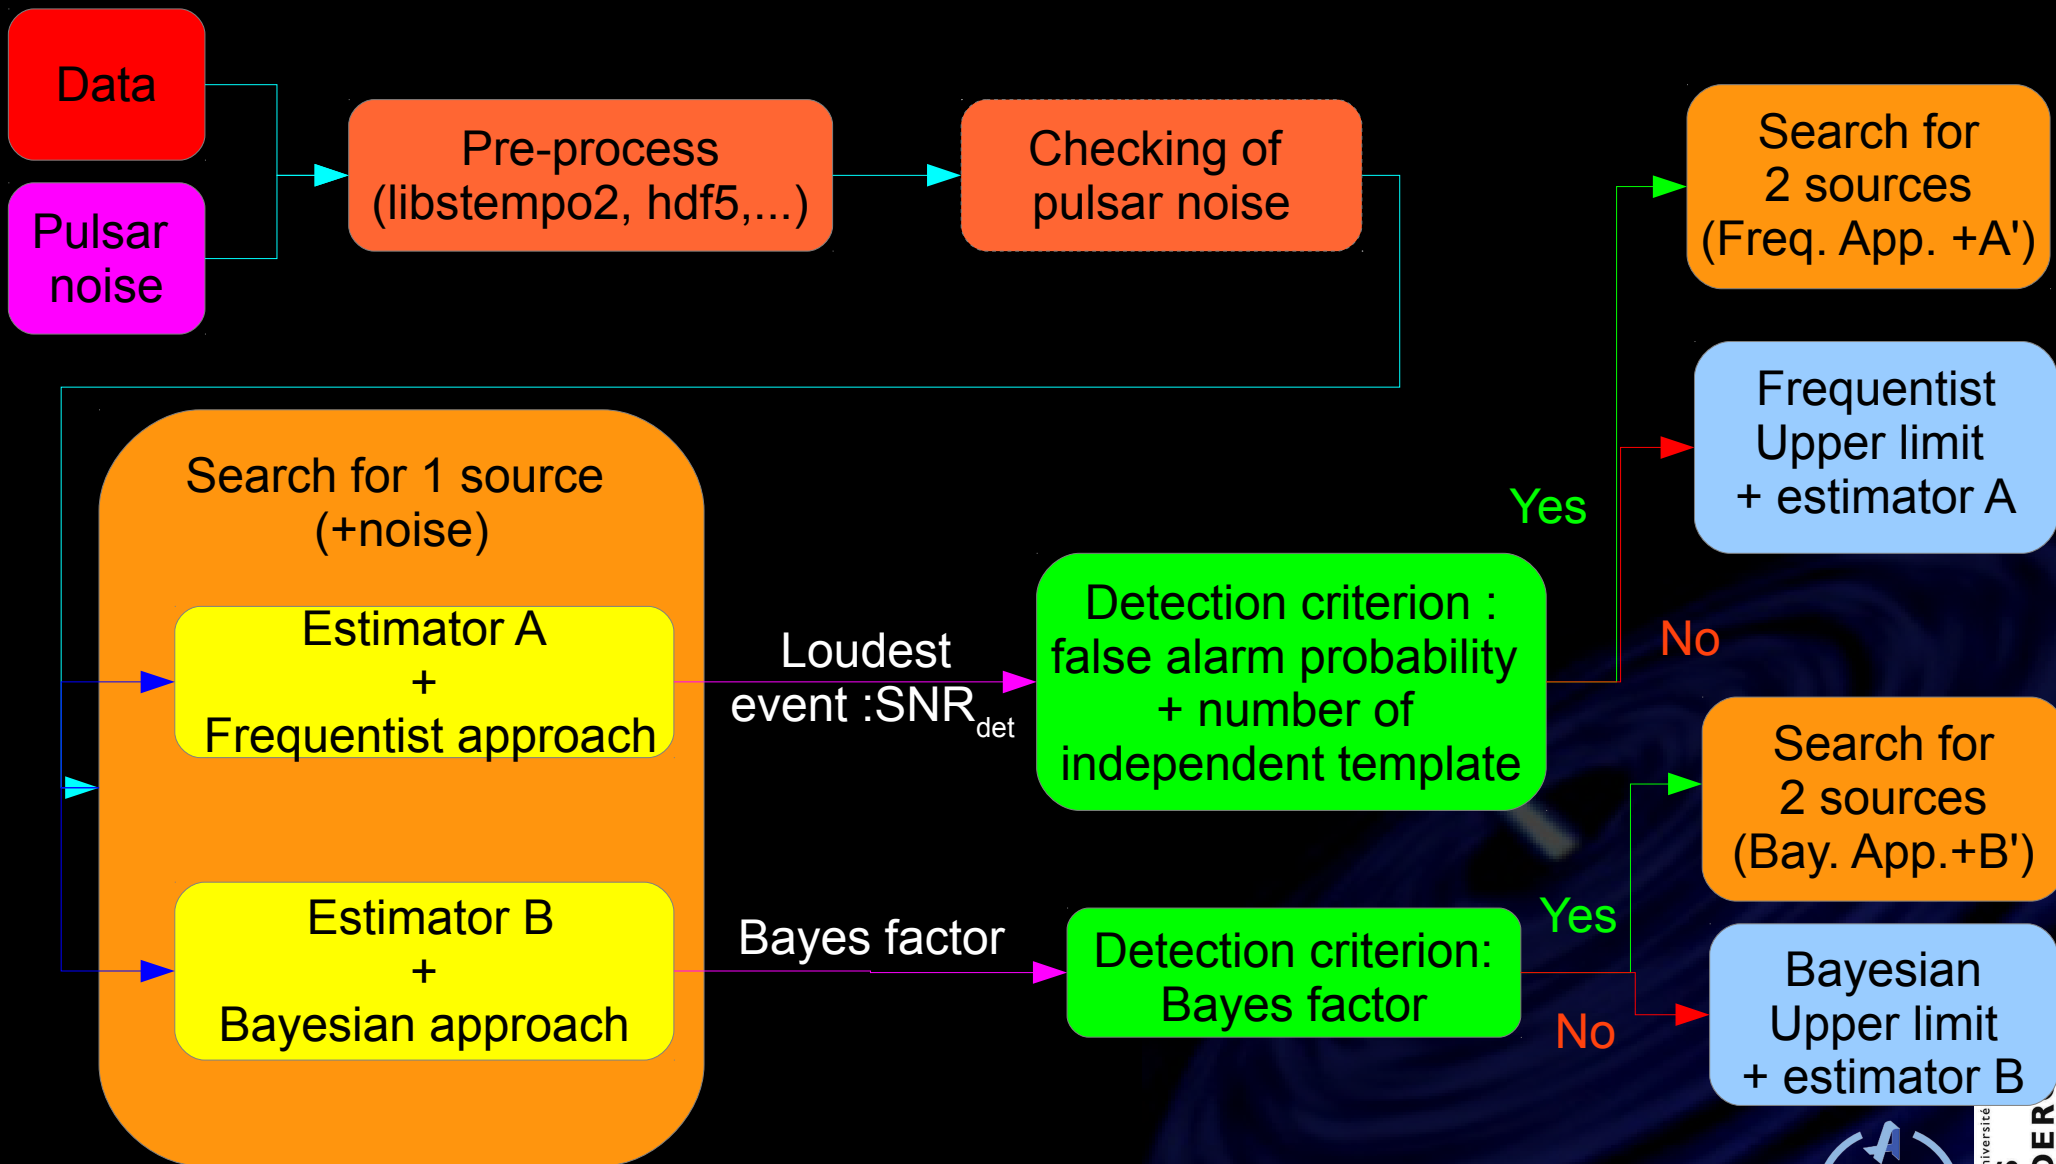 Data
Pulsar
noise
Pre-process
(libstempo2, hdf5,...)
Checking of
pulsar noise
Search for
2 sources
(Freq. App. +A')
Frequentist
Upper limit
+ estimator A
Search for 1 source
(+noise)
Estimator A
+
Frequentist approach
Loudest
event :SNRdet
Detection criterion :
false alarm probability
+ number of
independent template
Yes
No
Search for
2 sources
(Bay. App.+B')
Estimator B
+
Bayesian approach
Bayes factor
Detection criterion:
Bayes factor
Yes
No
Bayesian
Upper limit
+ estimator B